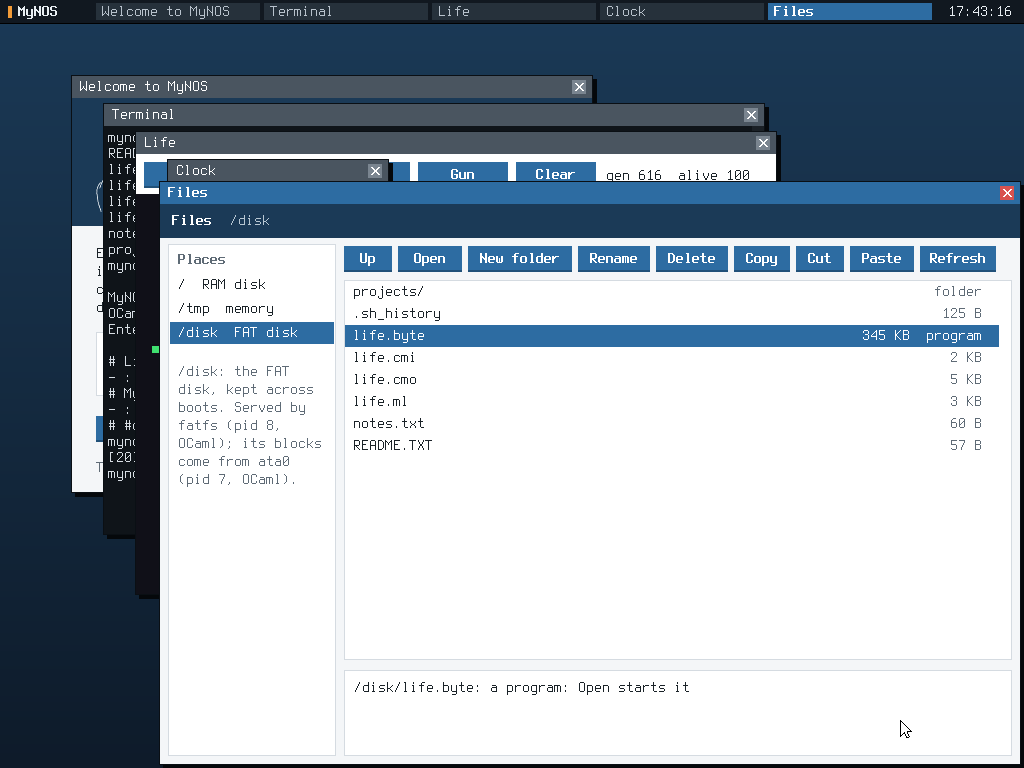 MyNOS Welcome to MyNOS Terminal Life Clock Files 17:43:16
Welcome to MyNOS
Terminal
Life
Clock
Gun Clear gen 616 alive 100
Files
Files /disk
Places
/ RAM disk
/tmp memory
/disk FAT disk
/disk: the FAT
disk, kept across
boots. Served by
fatfs (pid 8,
OCaml); its blocks
come from ata0
(pid 7, OCaml).
Up Open New folder Rename Delete Copy Cut Paste Refresh
projects/ folder
.sh_history 125 B
life.byte 345 KB program
life.cmi 2 KB
life.cmo 5 KB
life.ml 3 KB
notes.txt 60 B
README.TXT 57 B
/disk/life.byte: a program: Open starts it